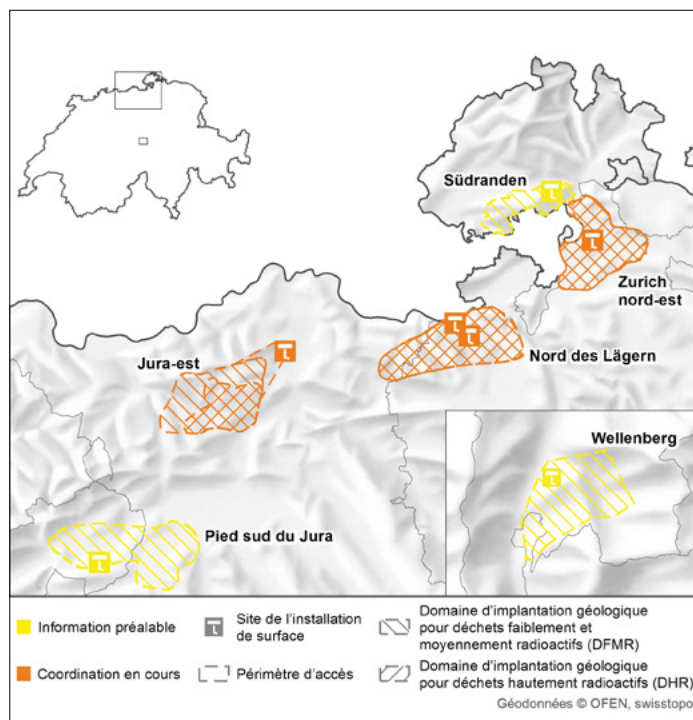 Südranden
Zurich
nord-est
Jura-est
Nord des Lägern
Wellenberg
Pied sud du Jura
Information préalable
Coordination en cours
Site de l'installation
de surface
Périmètre d'accès
Domaine d'implantation géologique
pour déchets faiblement et
moyennement radioactifs (DFMR)
Domaine d'implantation géologique
pour déchets hautement radioactifs (DHR)
Géodonnées © OFEN, swisstopo